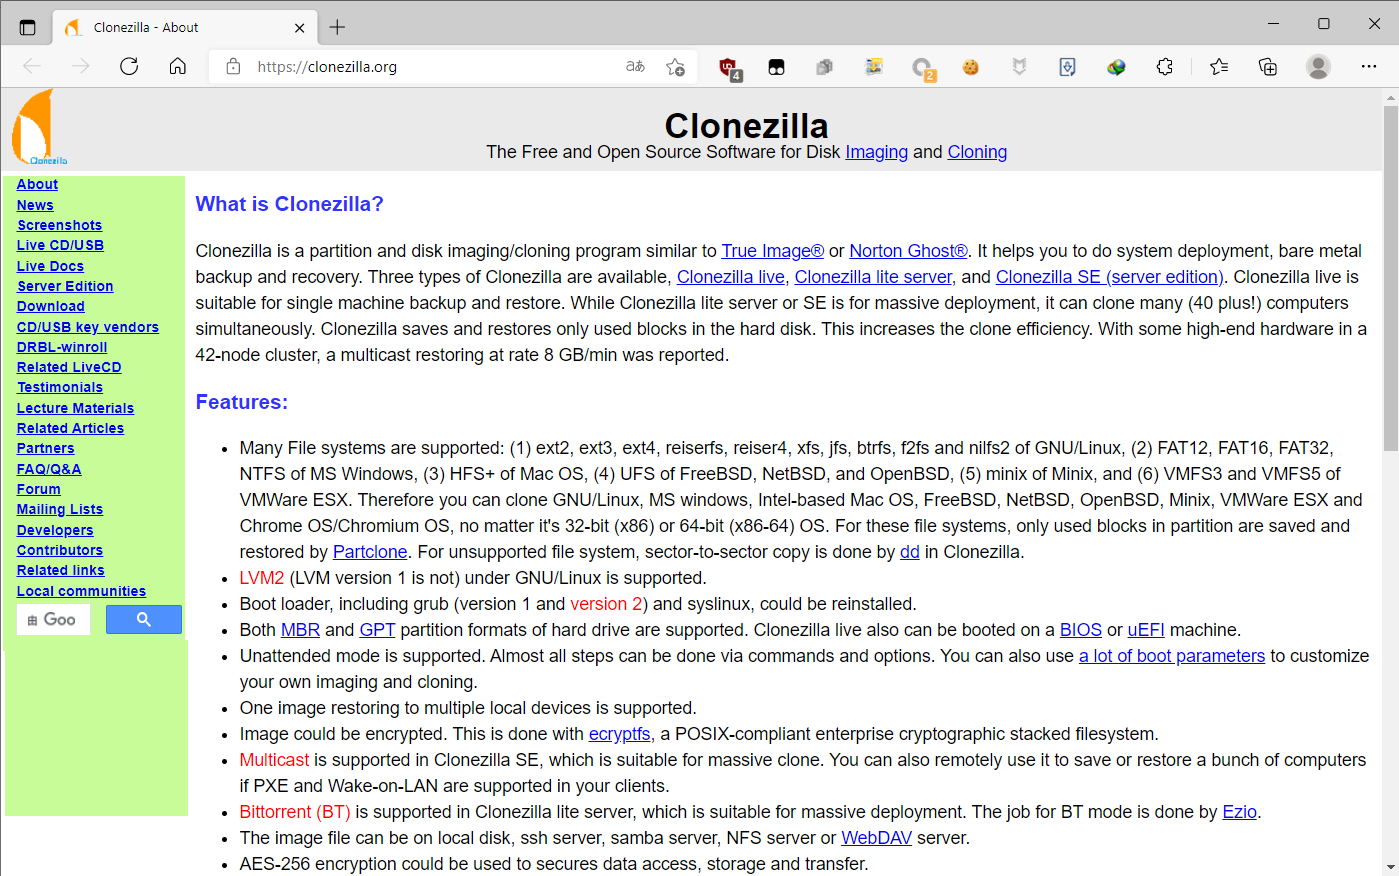 Clonezilla - About
https://clonezilla.org
aあ
4
2
Clonezilla
Clonezilla
The Free and Open Source Software for Disk Imaging and Cloning
About
News
Screenshots
Live CD/USB
Live Docs
Server Edition
Download
CD/USB key vendors
DRBL-winroll
Related LiveCD
Testimonials
Lecture Materials
Related Articles
Partners
FAQ/Q&A
Forum
Mailing Lists
Developers
Contributors
Related links
Local communities
Goo
What is Clonezilla?
Clonezilla is a partition and disk imaging/cloning program similar to True Image® or Norton Ghost®. It helps you to do system deployment, bare metal
backup and recovery. Three types of Clonezilla are available, Clonezilla live, Clonezilla lite server, and Clonezilla SE (server edition). Clonezilla live is
suitable for single machine backup and restore. While Clonezilla lite server or SE is for massive deployment, it can clone many (40 plus!) computers
simultaneously. Clonezilla saves and restores only used blocks in the hard disk. This increases the clone efficiency. With some high-end hardware in a
42-node cluster, a multicast restoring at rate 8 GB/min was reported.
Features:
• Many File systems are supported: (1) ext2, ext3, ext4, reiserfs, reiser4, xfs, jfs, btrfs, f2fs and nilfs2 of GNU/Linux, (2) FAT12, FAT16, FAT32,
NTFS of MS Windows, (3) HFS+ of Mac OS, (4) UFS of FreeBSD, NetBSD, and OpenBSD, (5) minix of Minix, and (6) VMFS3 and VMFS5 of
VMWare ESX. Therefore you can clone GNU/Linux, MS windows, Intel-based Mac OS, FreeBSD, NetBSD, OpenBSD, Minix, VMWare ESX and
Chrome OS/Chromium OS, no matter it's 32-bit (x86) or 64-bit (x86-64) OS. For these file systems, only used blocks in partition are saved and
restored by Partclone. For unsupported file system, sector-to-sector copy is done by dd in Clonezilla.
• LVM2 (LVM version 1 is not) under GNU/Linux is supported.
• Boot loader, including grub (version 1 and version 2) and syslinux, could be reinstalled.
• Both MBR and GPT partition formats of hard drive are supported. Clonezilla live also can be booted on a BIOS or uEFI machine.
• Unattended mode is supported. Almost all steps can be done via commands and options. You can also use a lot of boot parameters to customize
your own imaging and cloning.
• One image restoring to multiple local devices is supported.
• Image could be encrypted. This is done with ecryptfs, a POSIX-compliant enterprise cryptographic stacked filesystem.
• Multicast is supported in Clonezilla SE, which is suitable for massive clone. You can also remotely use it to save or restore a bunch of computers
if PXE and Wake-on-LAN are supported in your clients.
• Bittorrent (BT) is supported in Clonezilla lite server, which is suitable for massive deployment. The job for BT mode is done by Ezio.
• The image file can be on local disk, ssh server, samba server, NFS server or WebDAV server.
• AES-256 encryption could be used to secures data access, storage and transfer.